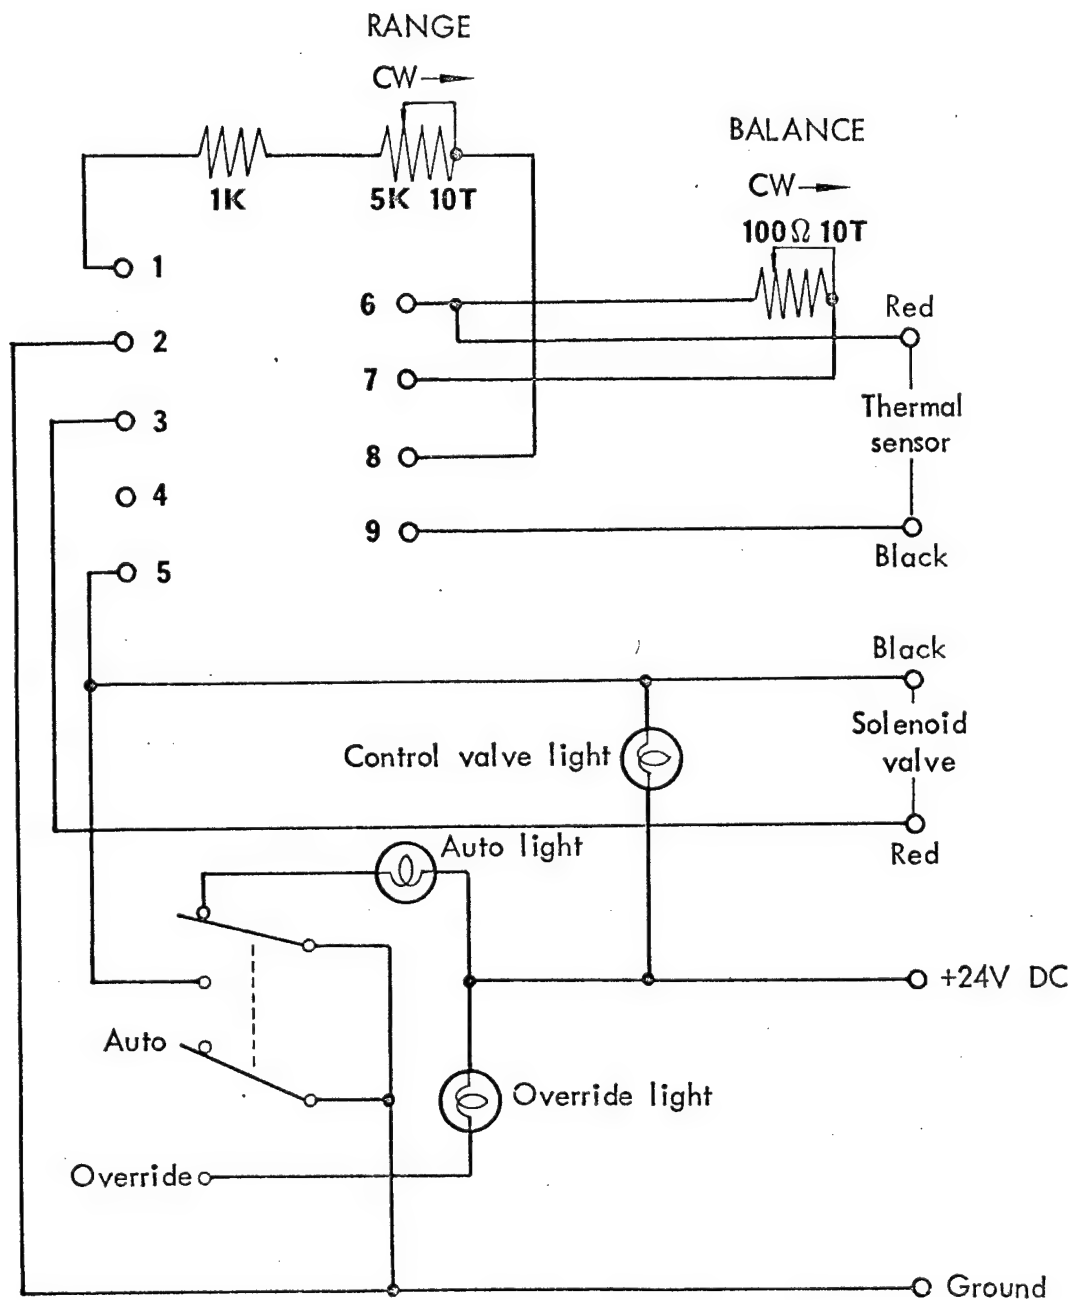 RANGE
CW
1K
5K 10T
BALANCE
CW
100Ω 10T
1
2
3
4
5
6
7
8
9
Red
Thermal
sensor
Black
Black
Solenoid
valve
Red
Control valve light
Auto light
+24V DC
Auto
Override light
Override
Ground